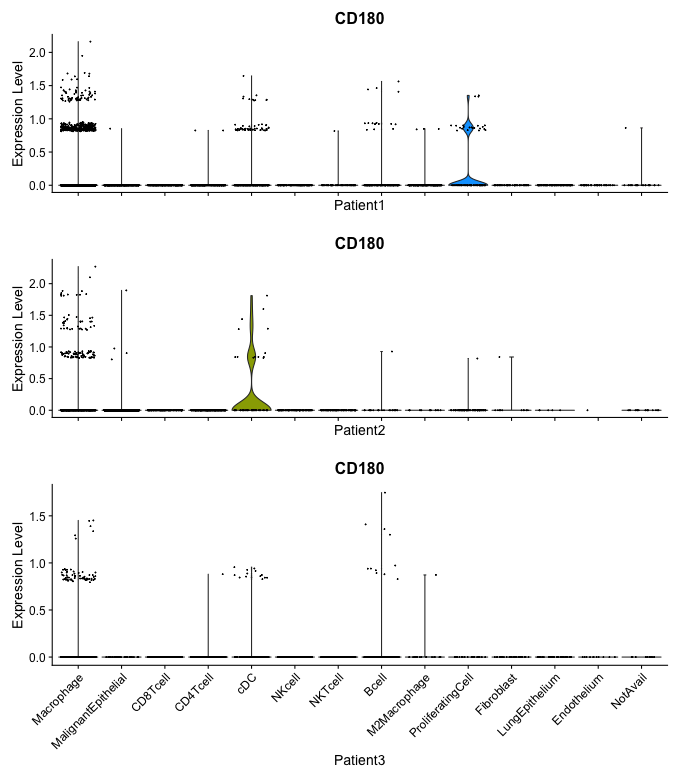 CD180
Expression Level
2.0
1.5
1.0
0.5
0.0
Patient1
CD180
Expression Level
2.0
1.5
1.0
0.5
0.0
Patient2
CD180
Expression Level
1.5
1.0
0.5
0.0
Macrophage
MalignantEpithelial
CD8Tcell
CD4Tcell
cDC
NKcell
NKTcell
Bcell
M2Macrophage
ProliferatingCell
Fibroblast
LungEpithelium
Endothelium
NotAvail
Patient3